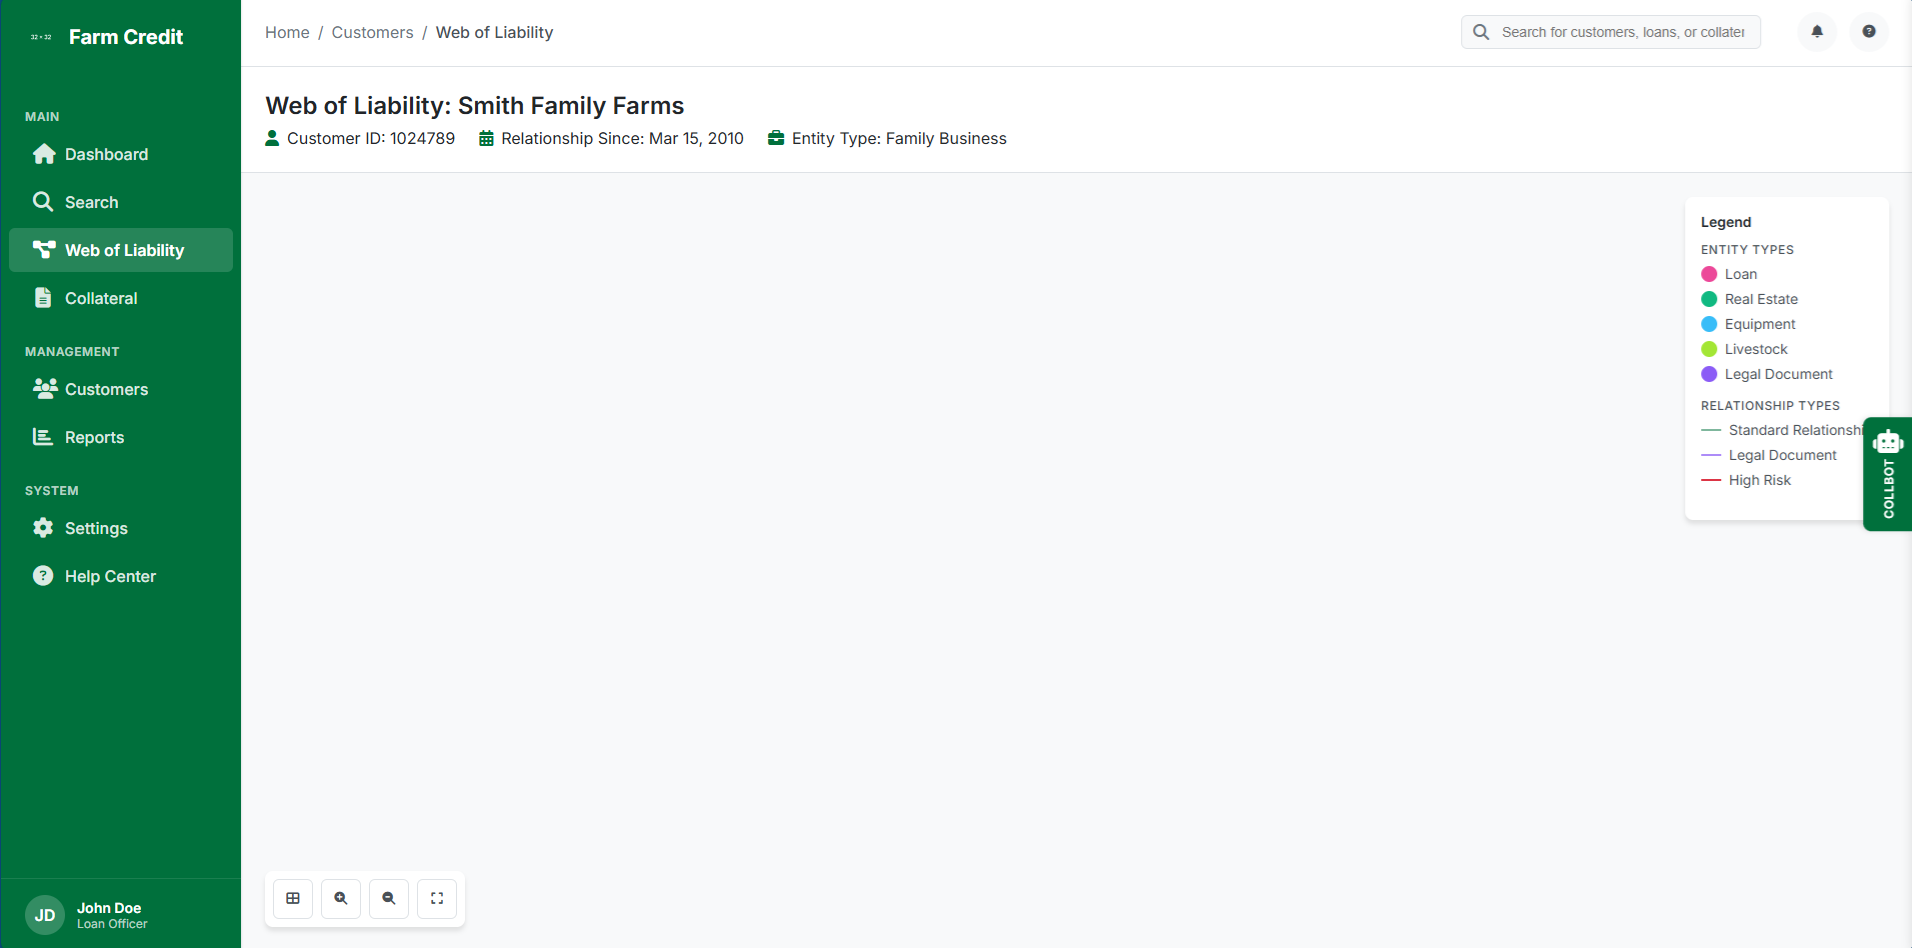 32 × 32
Farm Credit
MAIN
Dashboard
Search
Web of Liability
Collateral
MANAGEMENT
Customers
Reports
SYSTEM
Settings
Help Center
JD
John Doe
Loan Officer
Home / Customers / Web of Liability
Search for customers, loans, or collater
Web of Liability: Smith Family Farms
Customer ID: 1024789 Relationship Since: Mar 15, 2010 Entity Type: Family Business
Legend
ENTITY TYPES
Loan
Real Estate
Equipment
Livestock
Legal Document
RELATIONSHIP TYPES
Standard Relationshi
Legal Document
High Risk
COLLBOT